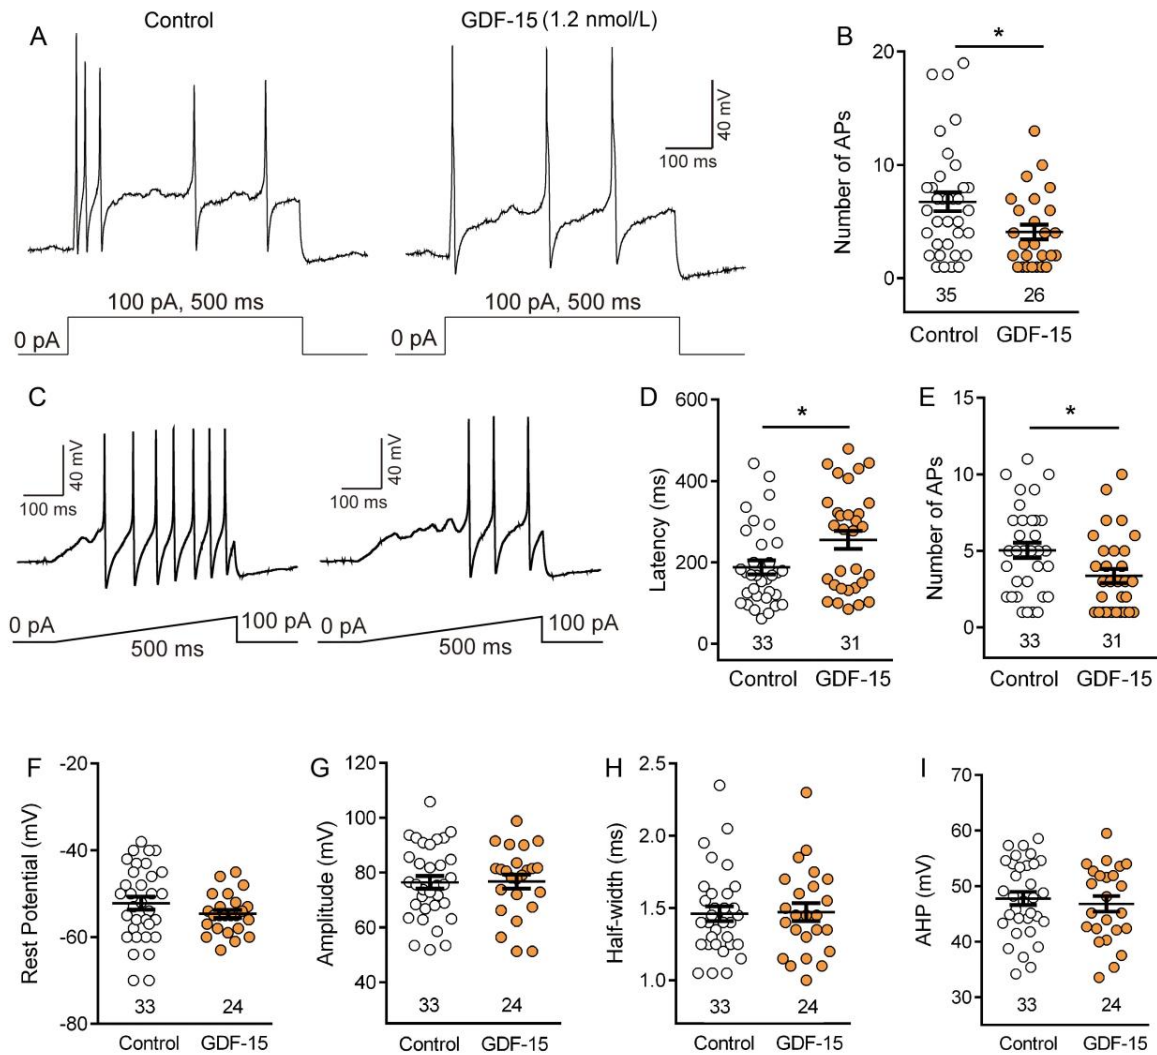 A
Control
GDF-15 (1.2 nmol/L)
40 mV
100 ms
100 pA, 500 ms
0 pA
100 pA, 500 ms
0 pA
B
Number of APs
20
10
0
*
35
26
Control
GDF-15
C
40 mV
100 ms
40 mV
100 ms
0 pA
500 ms
100 pA
0 pA
500 ms
100 pA
D
Latency (ms)
600
400
200
0
*
33
31
Control
GDF-15
E
Number of APs
15
10
5
0
*
33
31
Control
GDF-15
F
Rest Potential (mV)
-20
-40
-60
-80
33
24
Control
GDF-15
G
Amplitude (mV)
120
100
80
60
40
33
24
Control
GDF-15
H
Half-width (ms)
2.5
2.0
1.5
1.0
33
24
Control
GDF-15
I
AHP (mV)
70
60
50
40
30
33
24
Control
GDF-15